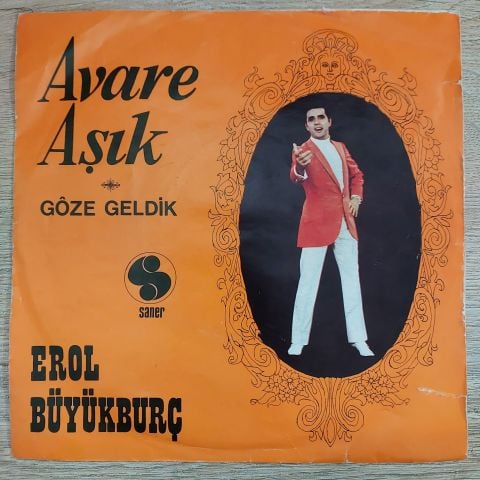 Avare
Aşık
GÔZE GELDİK
saner
EROL
BÜYÜKBURÇ